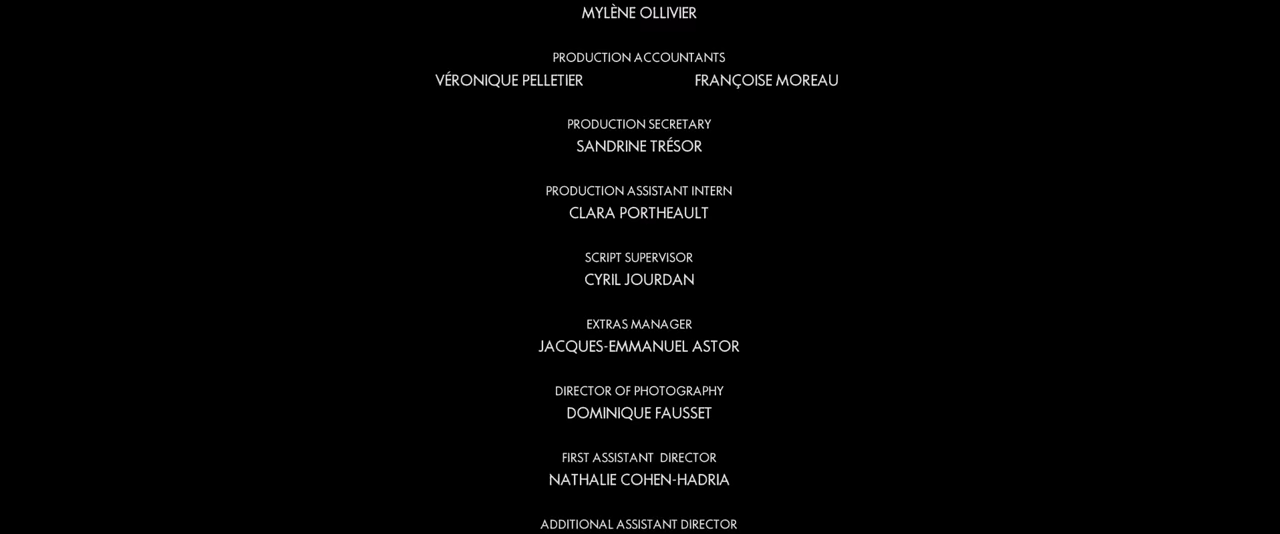 MYLÈNE OLLIVIER
PRODUCTION ACCOUNTANTS
VÉRONIQUE PELLETIER FRANÇOISE MOREAU
PRODUCTION SECRETARY
SANDRINE TRÉSOR
PRODUCTION ASSISTANT INTERN
CLARA PORTHEAULT
SCRIPT SUPERVISOR
CYRIL JOURDAN
EXTRAS MANAGER
JACQUES-EMMANUEL ASTOR
DIRECTOR OF PHOTOGRAPHY
DOMINIQUE FAUSSET
FIRST ASSISTANT DIRECTOR
NATHALIE COHEN-HADRIA
ADDITIONAL ASSISTANT DIRECTOR